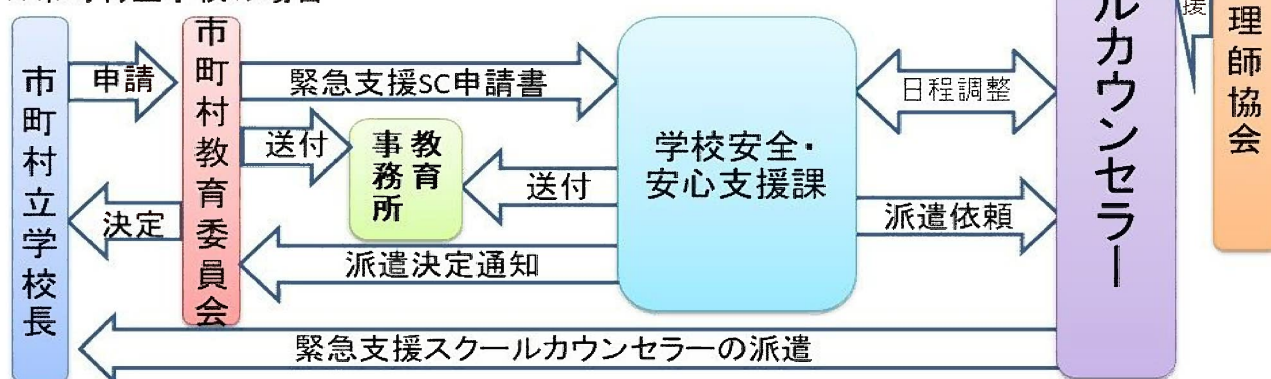 市町村立学校長
申請
決定
市町村教育委員会
緊急支援SC申請書
送付
教育
事務所
送付
派遣決定通知
学校安全・
安心支援課
日程調整
派遣依頼
緊急支援スクールカウンセラーの派遣
ルカウンセラー
援
理師協会